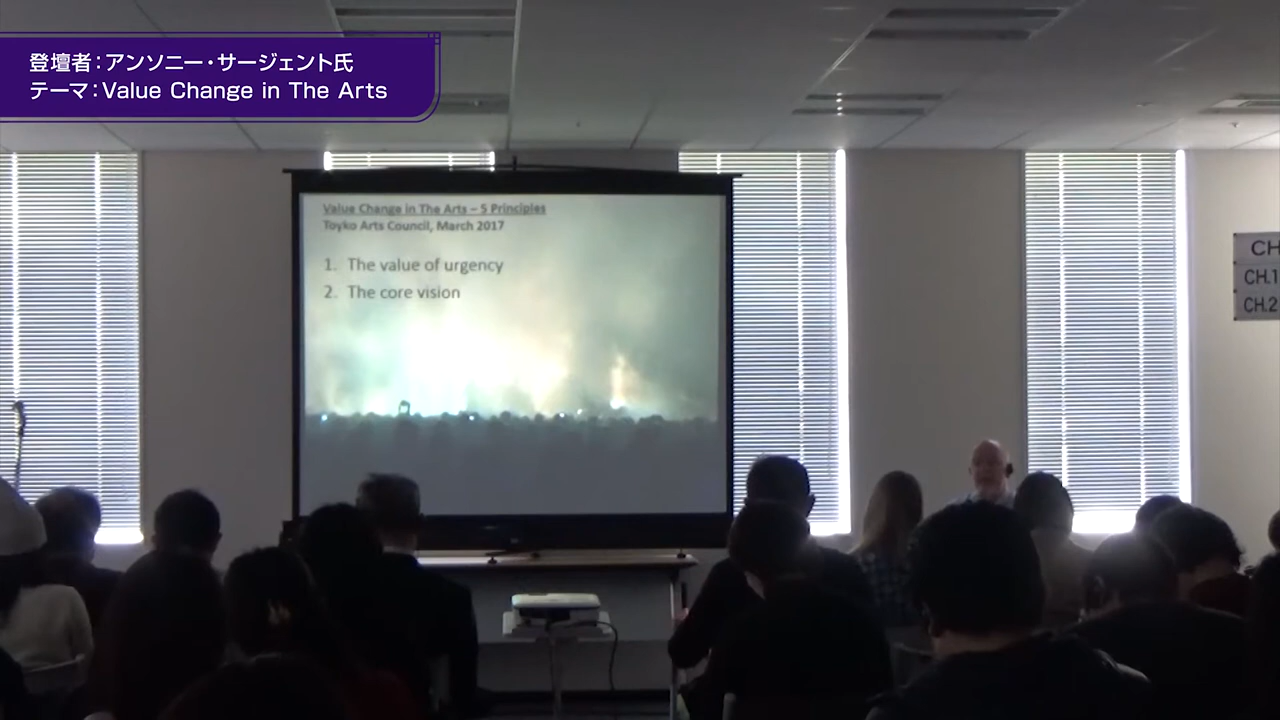 登壇者：アンソニー・サージェント氏
テーマ：Value Change in The Arts
Value Change in The Arts – 5 Principles
Toyko Arts Council, March 2017
1. The value of urgency
2. The core vision
CH
CH.1
CH.2